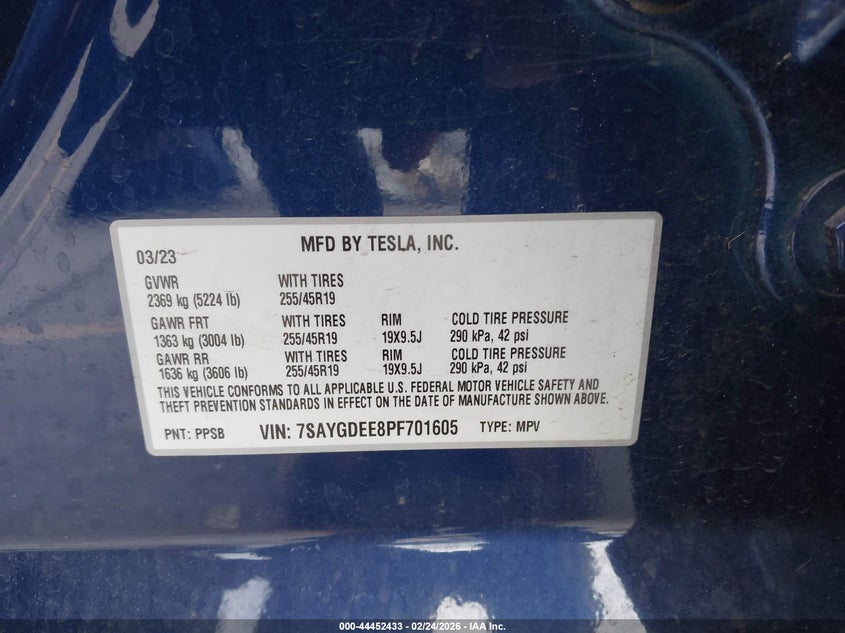 MFD BY TESLA, INC.
03/23
GVWR WITH TIRES
2369 kg (5224 lb) 255/45R19
GAWR FRT WITH TIRES RIM COLD TIRE PRESSURE
1363 kg (3004 lb) 255/45R19 19X9.5J 290 kPa, 42 psi
GAWR RR WITH TIRES RIM COLD TIRE PRESSURE
1636 kg (3606 lb) 255/45R19 19X9.5J 290 kPa, 42 psi
THIS VEHICLE CONFORMS TO ALL APPLICABLE U.S. FEDERAL MOTOR VEHICLE SAFETY AND
THEFT PREVENTION STANDARDS IN EFFECT ON THE DATE OF MANUFACTURE SHOWN ABOVE.
PNT: PPSB VIN: 7SAYGDEE8PF701605 TYPE: MPV
000-44452433 - 02/24/2026 - IAA Inc.